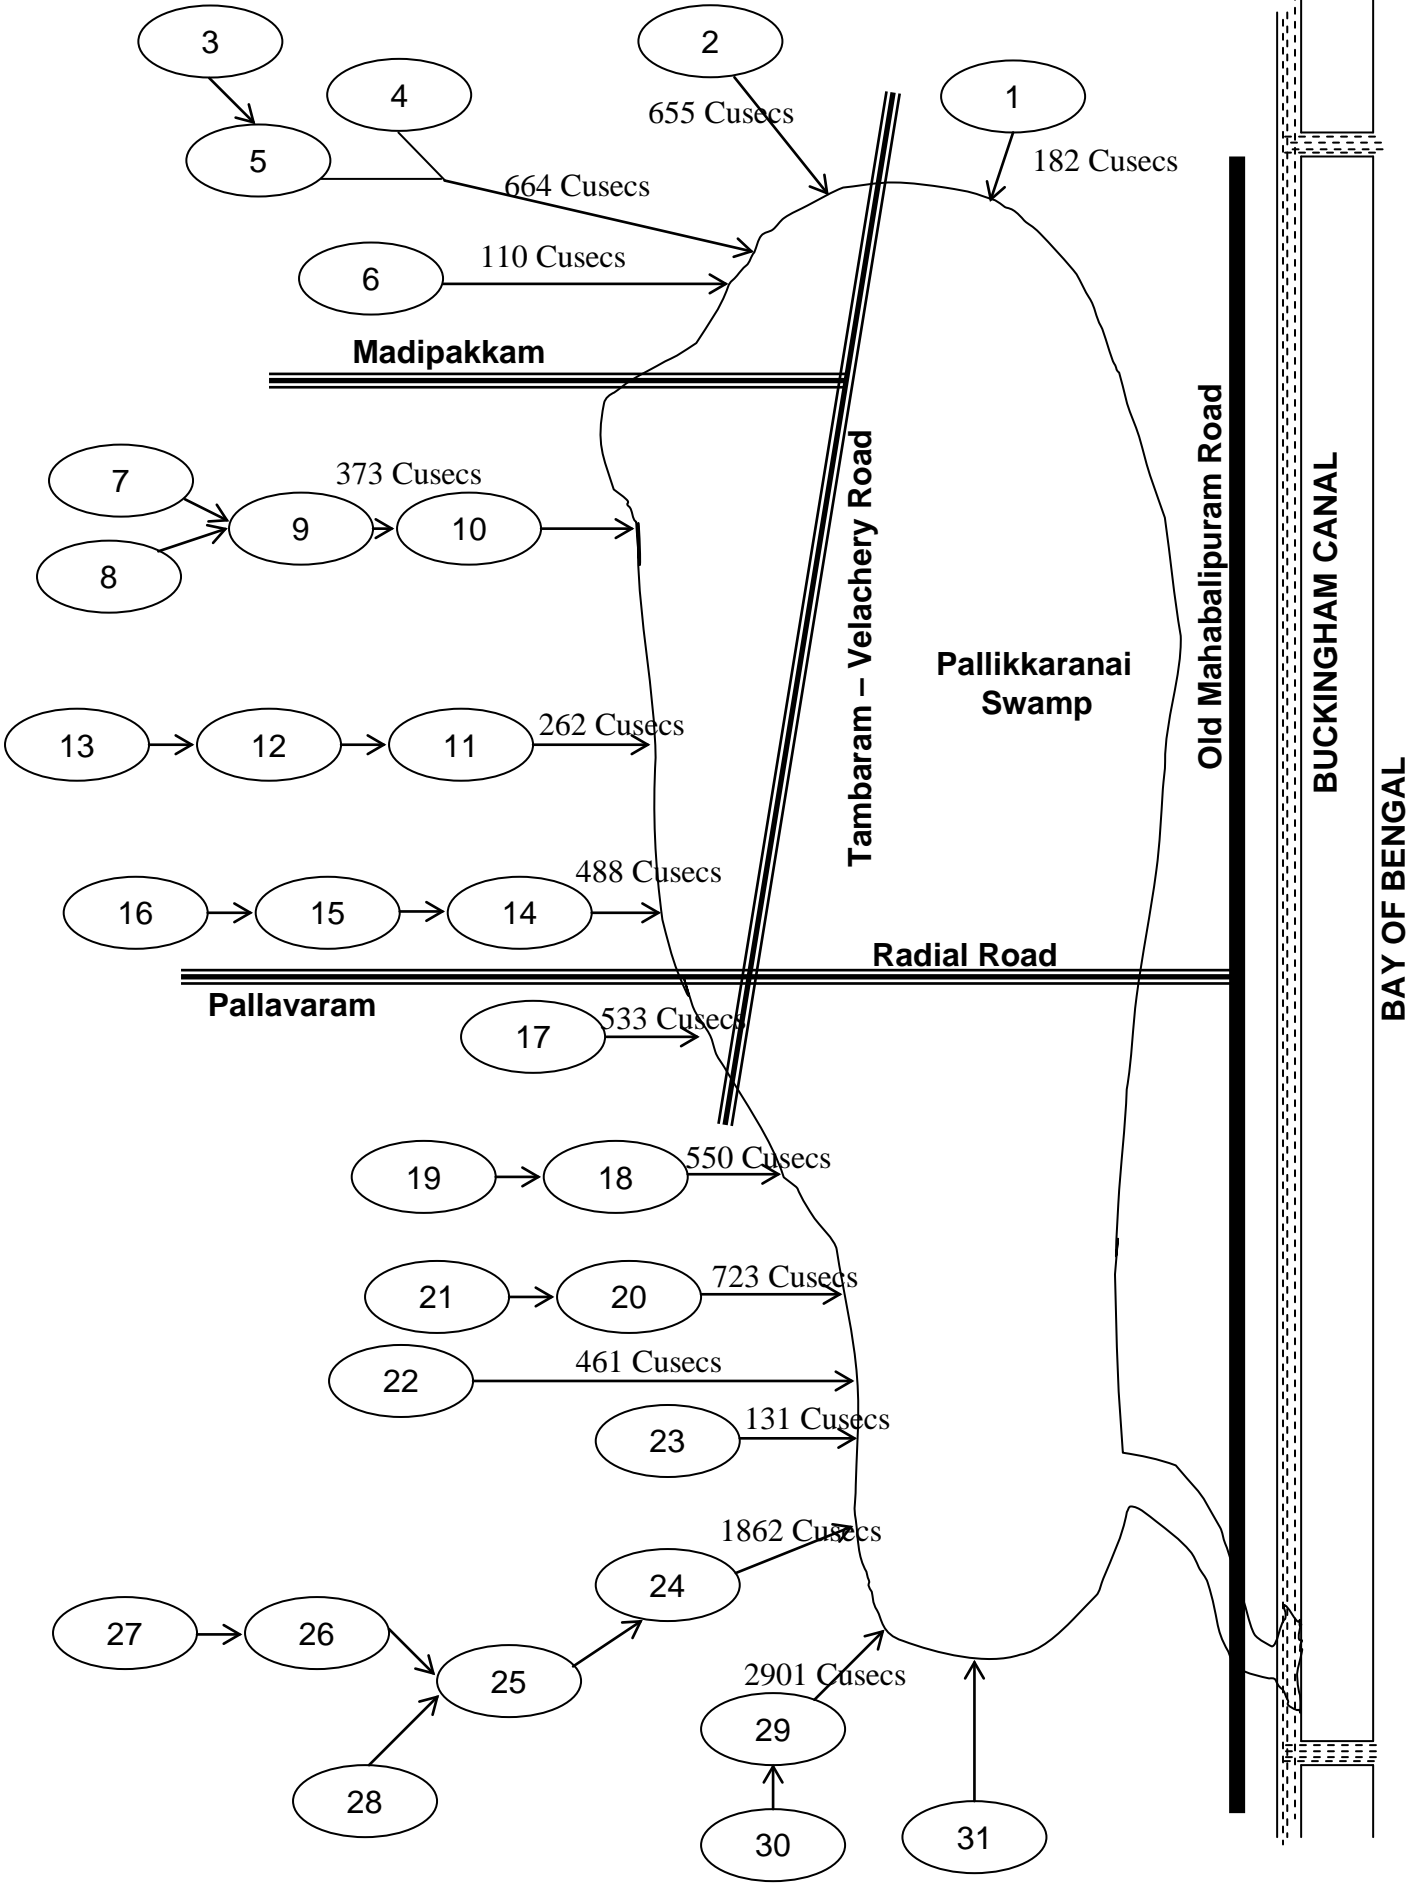 3
2
4
1
655 Cusecs
5
182 Cusecs
664 Cusecs
110 Cusecs
6
Madipakkam
7
373 Cusecs
9
10
8
Tambaram – Velachery Road
Old Mahabalipuram Road
BUCKINGHAM CANAL
BAY OF BENGAL
Pallikkaranai
Swamp
13
12
11
262 Cusecs
488 Cusecs
16
15
14
Radial Road
Pallavaram
17
533 Cusecs
19
18
550 Cusecs
21
20
723 Cusecs
22
461 Cusecs
23
131 Cusecs
1862 Cusecs
24
27
26
25
2901 Cusecs
29
28
30
31